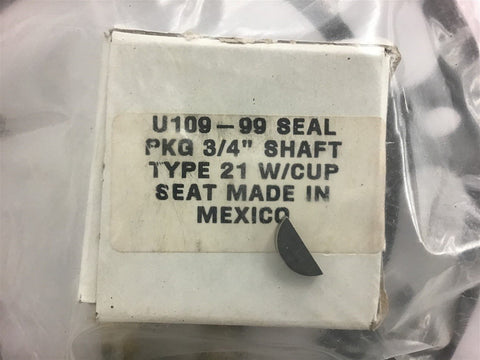 U109-99 SEAL
PKG 3/4" SHAFT
TYPE 21 W/CUP
SEAT MADE IN
MEXICO